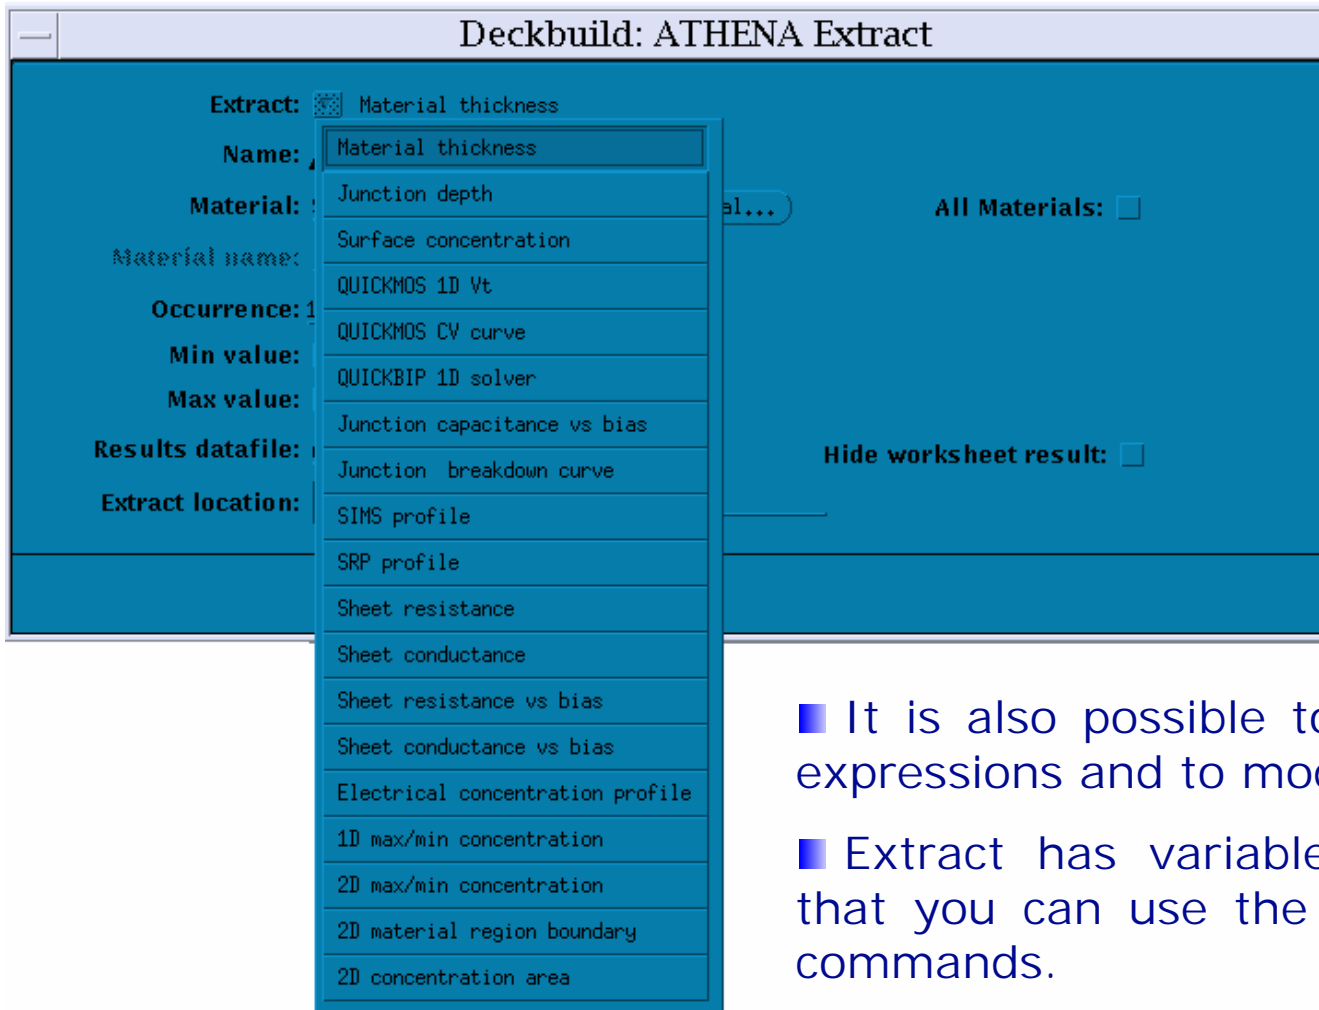 Deckbuild: ATHENA Extract
Extract: Material thickness
Name:
Material: al...) All Materials:
Material name:
Occurrence: 1
Min value:
Max value:
Results datafile: Hide worksheet result:
Extract location:
Material thickness
Junction depth
Surface concentration
QUICKMOS 1D Vt
QUICKMOS CV curve
QUICKBIP 1D solver
Junction capacitance vs bias
Junction breakdown curve
SIMS profile
SRP profile
Sheet resistance
Sheet conductance
Sheet resistance vs bias
Sheet conductance vs bias
Electrical concentration profile
1D max/min concentration
2D max/min concentration
2D material region boundary
2D concentration area
It is also possible to
expressions and to mod
Extract has variable
that you can use the
commands.